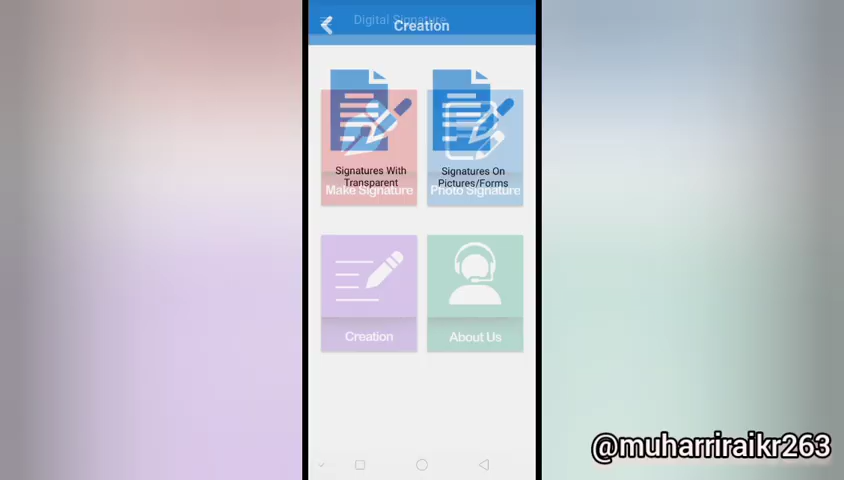 Digital Signature
Creation
Signatures With
Transparent
Signatures On
Pictures/Forms
Make Signature
Photo Signature
Creation
About Us
@muharriraikr263